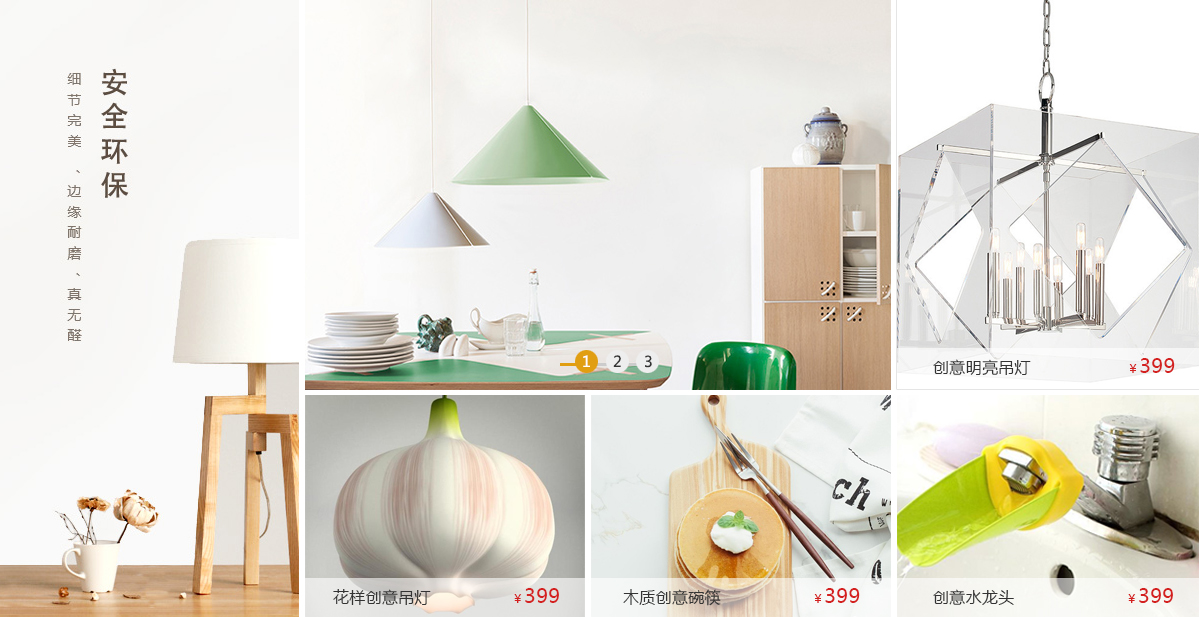 安全环保
细节完美、边缘耐磨、真无醛
1 2 3
创意明亮吊灯 ¥399
花样创意吊灯 ¥399
木质创意碗筷 ¥399
创意水龙头 ¥399
ch